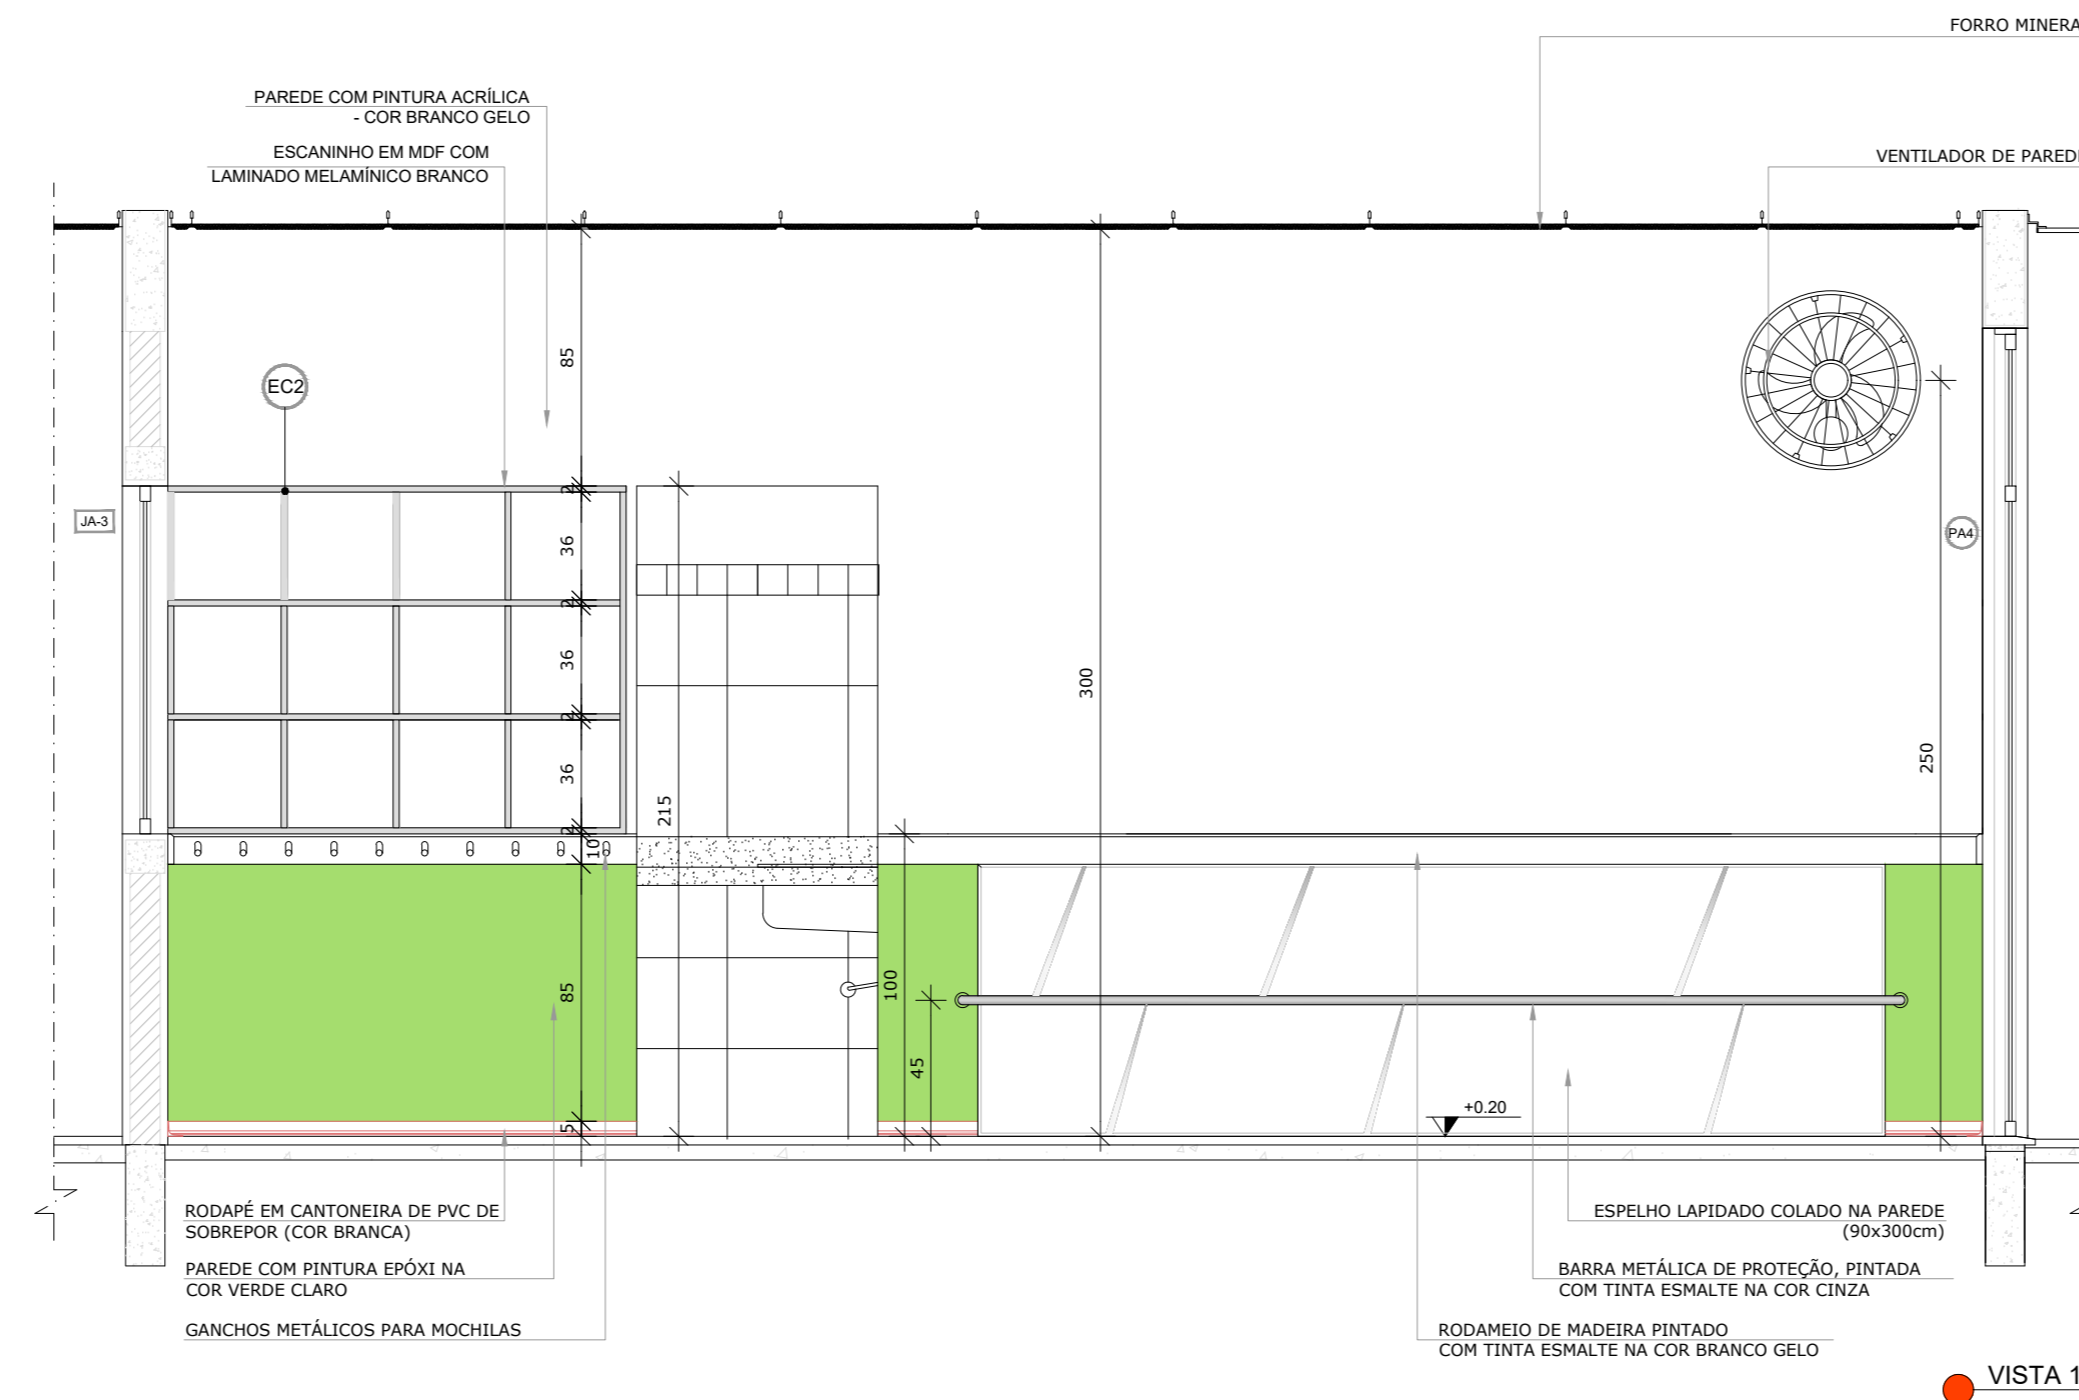 FORRO MINERA
PAREDE COM PINTURA ACRÍLICA
- COR BRANCO GELO
ESCANINHO EM MDF COM
LAMINADO MELAMÍNICO BRANCO
VENTILADOR DE PARED
EC2
JA-3
PA4
85
2
36
2
36
2
36
2
10
85
5
215
300
100
45
250
+0.20
RODAPÉ EM CANTONEIRA DE PVC DE
SOBREPOR (COR BRANCA)
PAREDE COM PINTURA EPÓXI NA
COR VERDE CLARO
GANCHOS METÁLICOS PARA MOCHILAS
ESPELHO LAPIDADO COLADO NA PAREDE
(90x300cm)
BARRA METÁLICA DE PROTEÇÃO, PINTADA
COM TINTA ESMALTE NA COR CINZA
RODAMEIO DE MADEIRA PINTADO
COM TINTA ESMALTE NA COR BRANCO GELO
VISTA 1